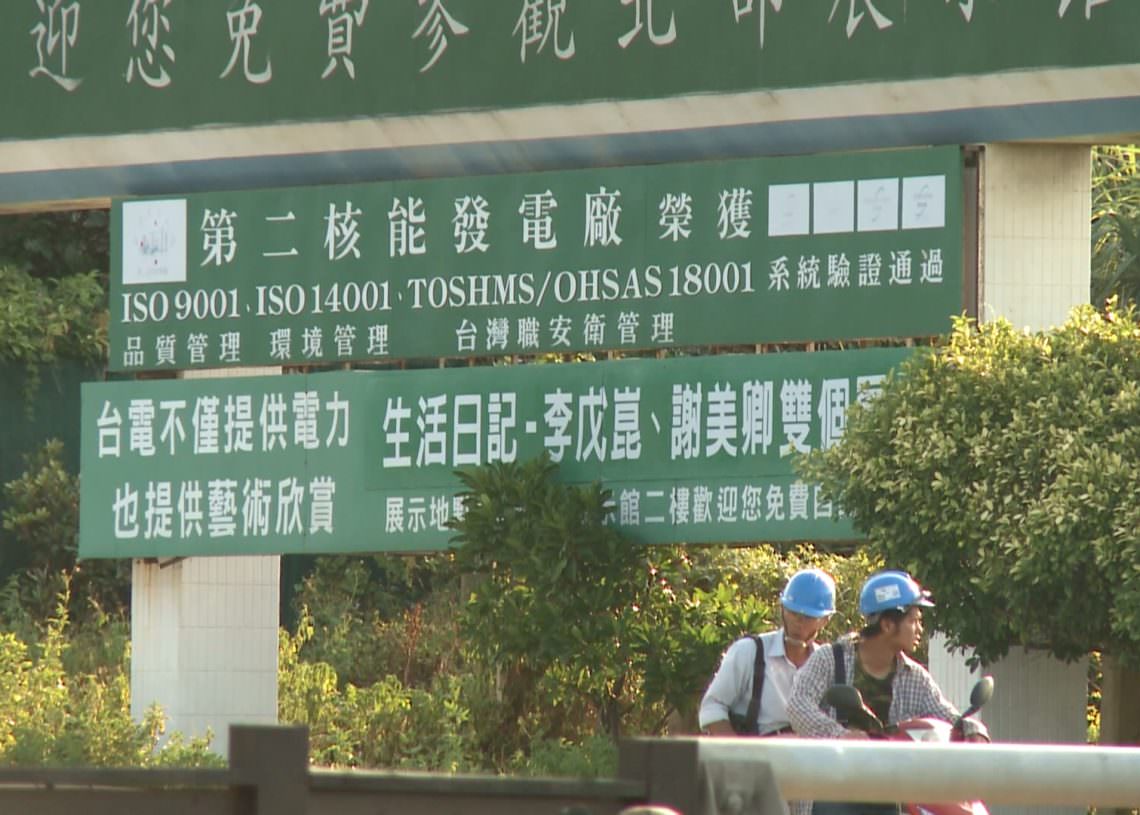 迎您免費參觀北部展示館
第二核能發電廠榮獲
ISO 9001、ISO 14001、TOSHMS/OHSAS 18001 系統驗證通過
品質管理 環境管理 台灣職安衛管理
台電不僅提供電力
也提供藝術欣賞
生活日記-李戊崑、謝美卿雙個
展示地 示館二樓歡迎您免費